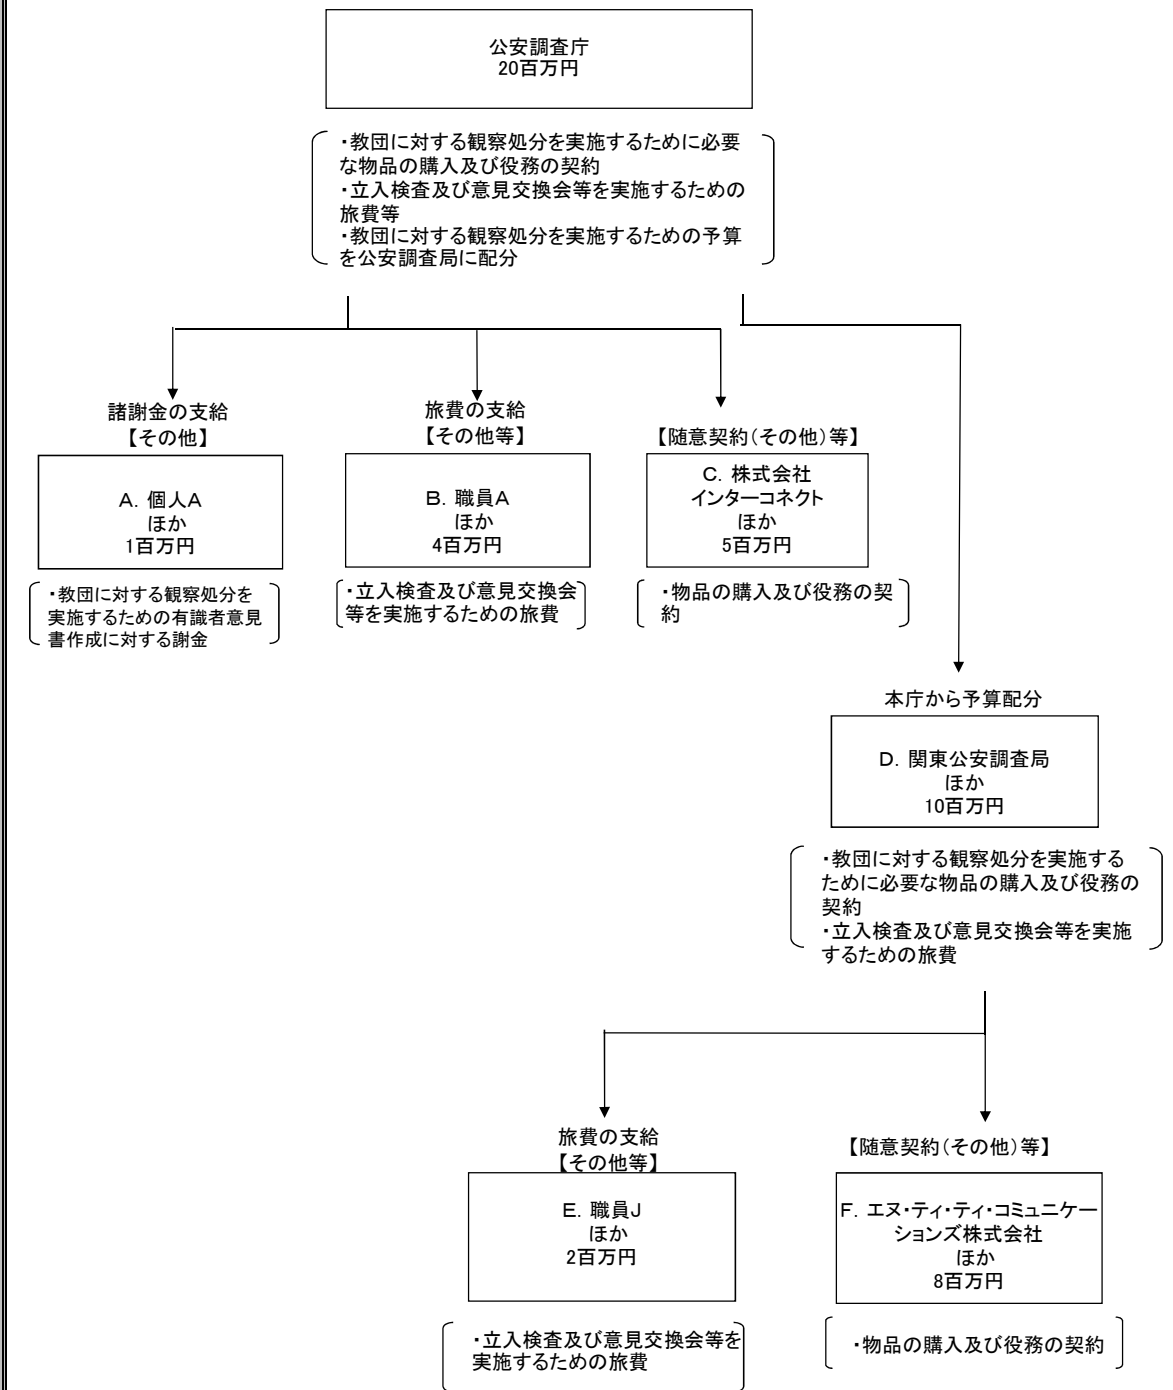 公安調査庁
20百万円
・教団に対する観察処分を実施するために必要
な物品の購入及び役務の契約
・立入検査及び意見交換会等を実施するための
旅費等
・教団に対する観察処分を実施するための予算
を公安調査局に配分
諸謝金の支給
【その他】
A．個人A
ほか
1百万円
・教団に対する観察処分を
実施するための有識者意見
書作成に対する謝金
旅費の支給
【その他等】
B．職員A
ほか
4百万円
・立入検査及び意見交換会
等を実施するための旅費
【随意契約（その他）等】
C．株式会社
インターコネクト
ほか
5百万円
・物品の購入及び役務の契
約
本庁から予算配分
D．関東公安調査局
ほか
10百万円
・教団に対する観察処分を実施する
ために必要な物品の購入及び役務の
契約
・立入検査及び意見交換会等を実施
するための旅費
旅費の支給
【その他等】
E．職員J
ほか
2百万円
・立入検査及び意見交換会等を
実施するための旅費
【随意契約（その他）等】
F．エヌ・ティ・ティ・コミュニケー
ションズ株式会社
ほか
8百万円
・物品の購入及び役務の契約